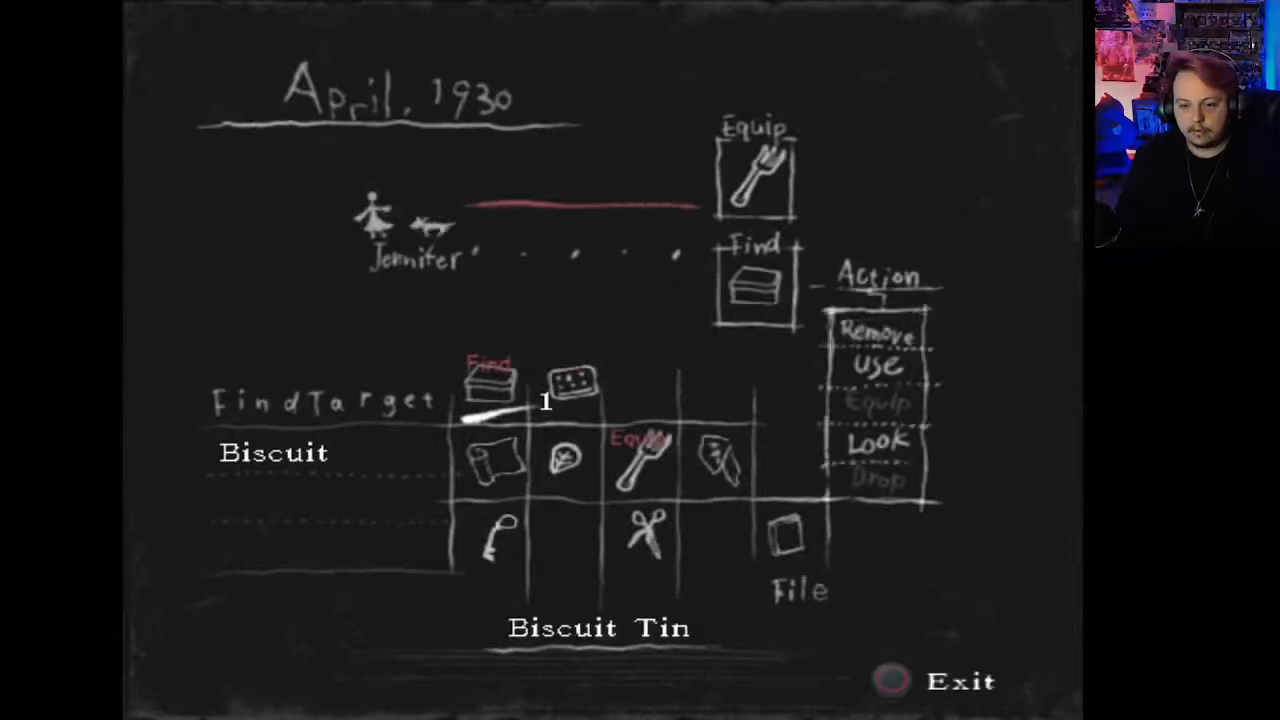 April, 1930
Equip
Jennifer
Find
Action
Remove
Use
Equip
Look
Drop
Find
FindTarget
1
Biscuit
Equip
File
Biscuit Tin
Exit